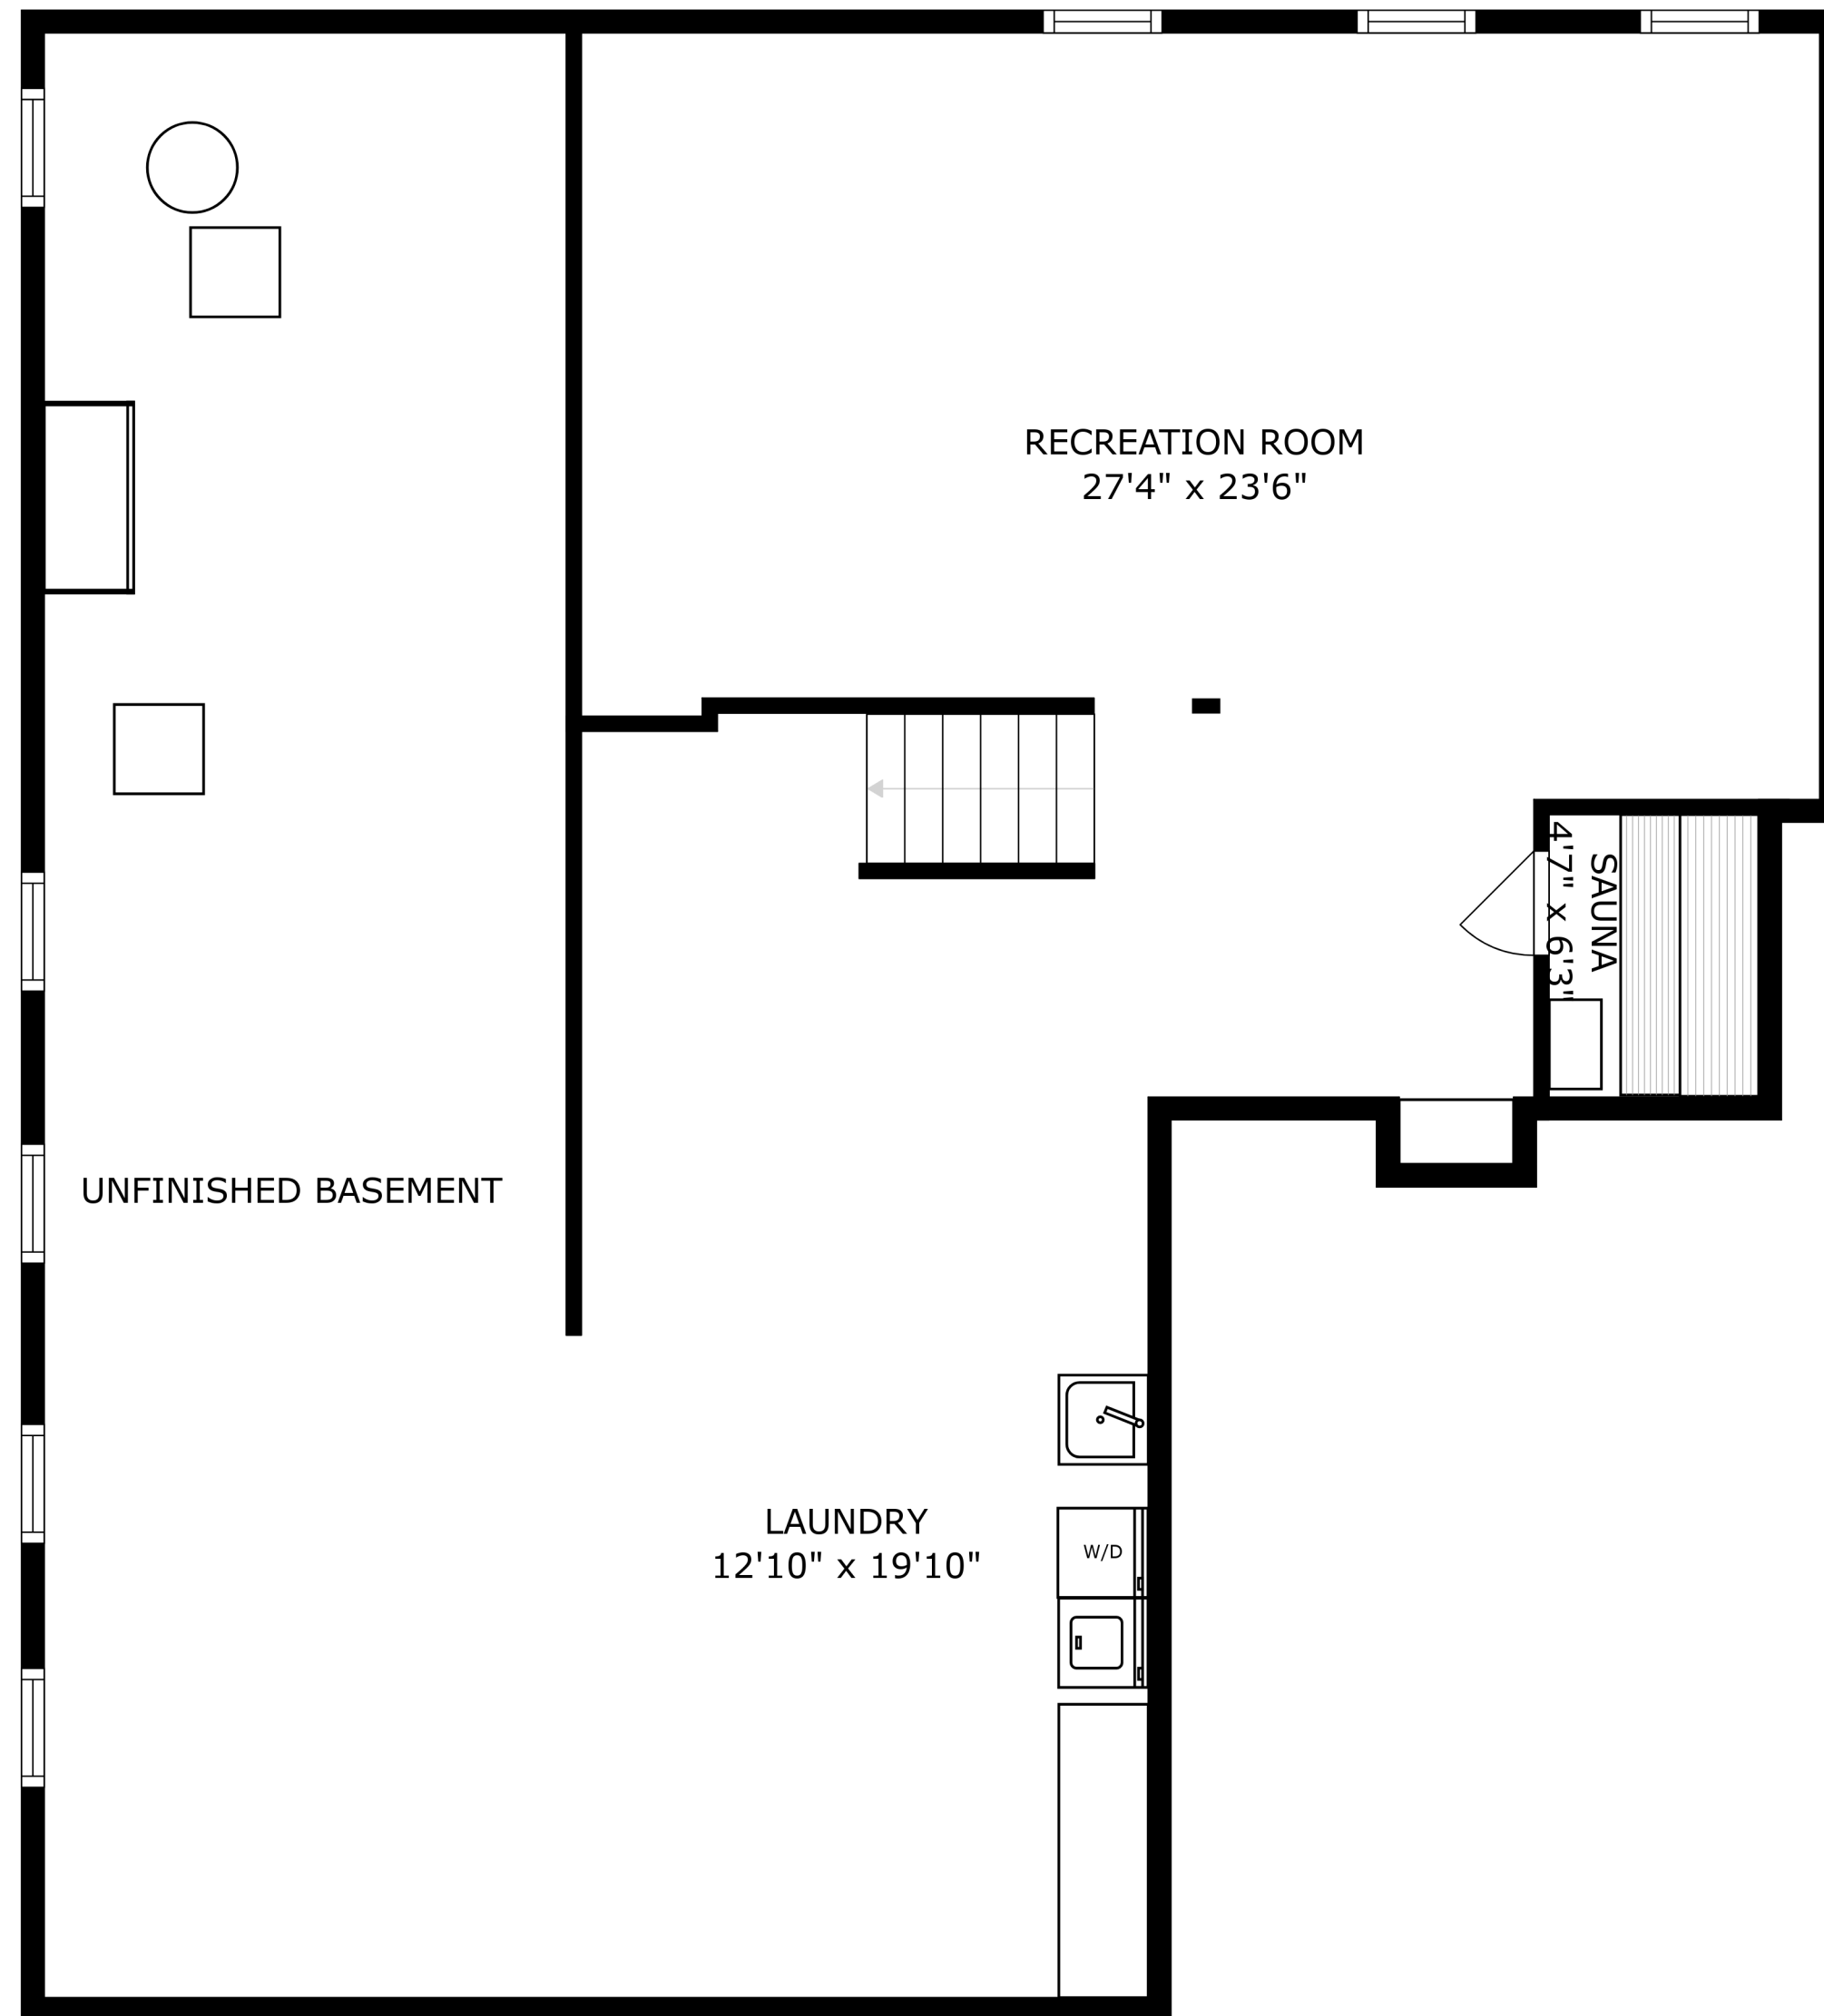 RECREATION ROOM
27'4" x 23'6"
SAUNA
4'7" x 6'3"
UNFINISHED BASEMENT
LAUNDRY
12'10" x 19'10"
W/D